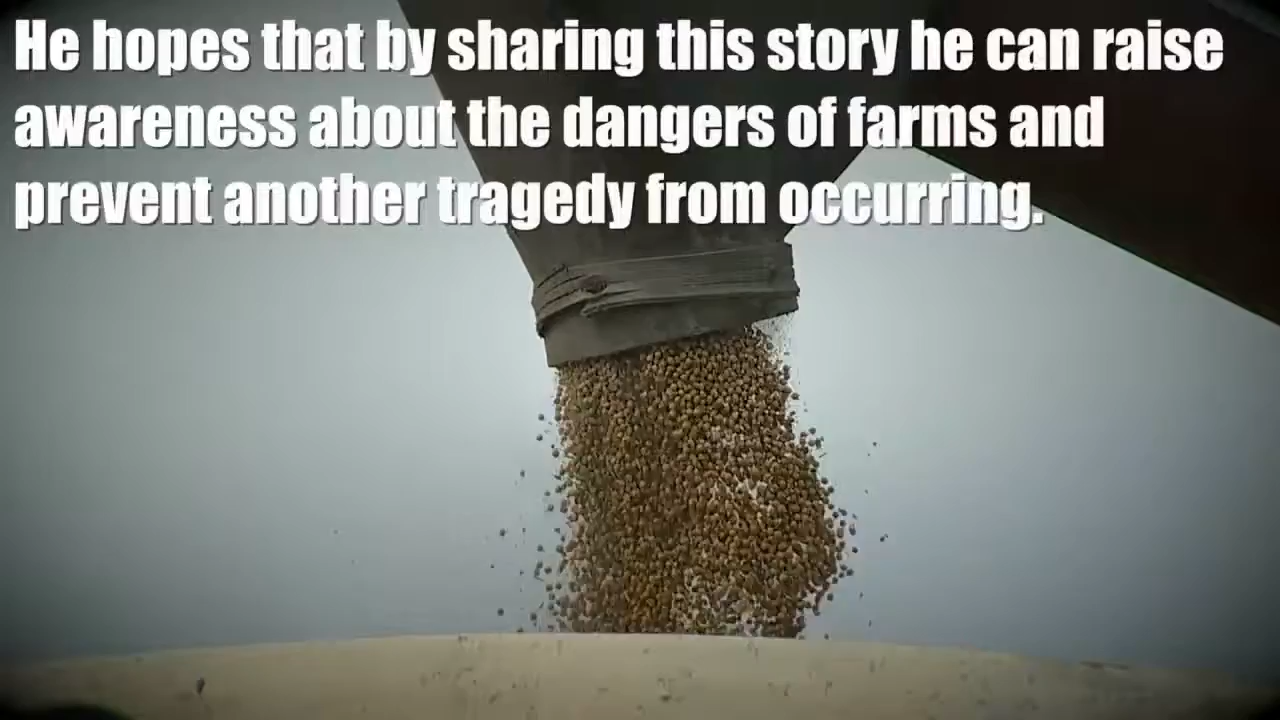 He hopes that by sharing this story he can raise
awareness about the dangers of farms and
prevent another tragedy from occurring.